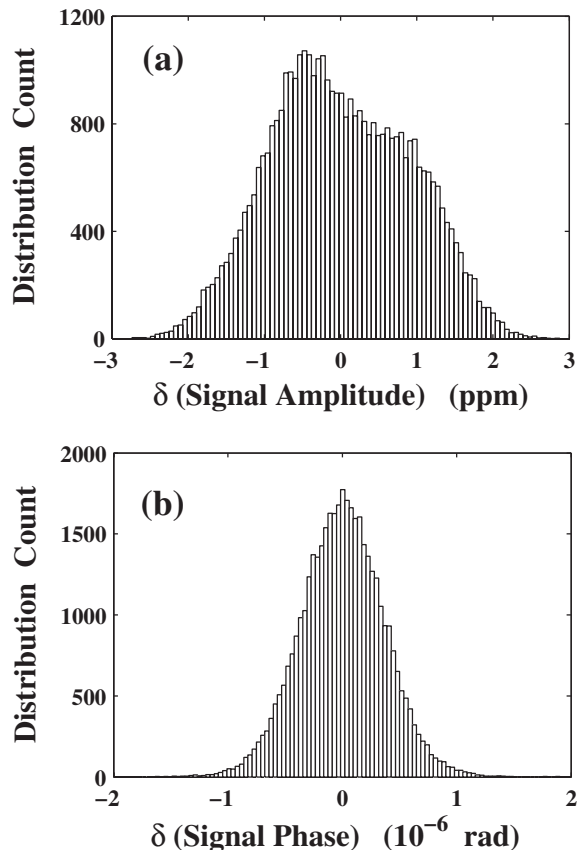 1200
(a)
800
400
0
Distribution Count
−3 −2 −1 0 1 2 3
δ (Signal Amplitude) (ppm)
2000
(b)
1500
1000
500
0
Distribution Count
−2 −1 0 1 2
δ (Signal Phase) (10⁻⁶ rad)